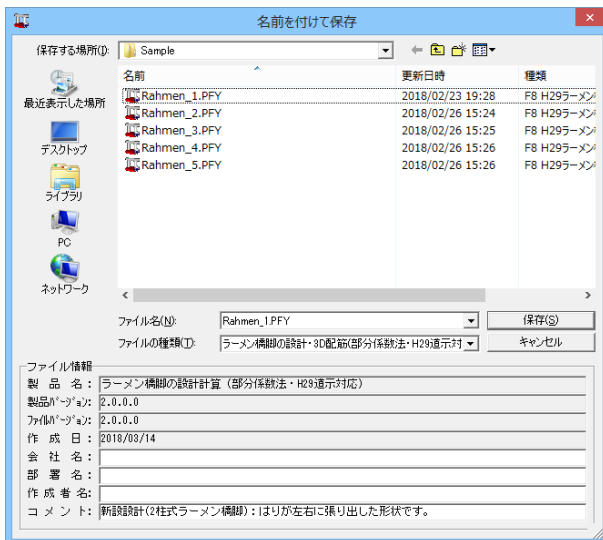 名前を付けて保存
保存する場所(I): Sample
最近表示した場所
デスクトップ
ライブラリ
PC
ネットワーク
名前 更新日時 種類
Rahmen_1.PFY 2018/02/23 19:28 F8 H29ラーメン
Rahmen_2.PFY 2018/02/26 15:24 F8 H29ラーメン
Rahmen_3.PFY 2018/02/26 15:25 F8 H29ラーメン
Rahmen_4.PFY 2018/02/26 15:26 F8 H29ラーメン
Rahmen_5.PFY 2018/02/26 15:26 F8 H29ラーメン
ファイル名(N): Rahmen_1.PFY 保存(S)
ファイルの種類(T): ラーメン橋脚の設計・3D配筋(部分係数法・H29道示対 キャンセル
ファイル情報
製品名: ラーメン橋脚の設計計算（部分係数法・H29道示対応）
製品バージョン: 2.0.0.0
ファイルバージョン: 2.0.0.0
作成日: 2018/03/14
会社名:
部署名:
作成者名:
コメント: 新設設計(2柱式ラーメン橋脚)：はりが左右に張り出した形状です。